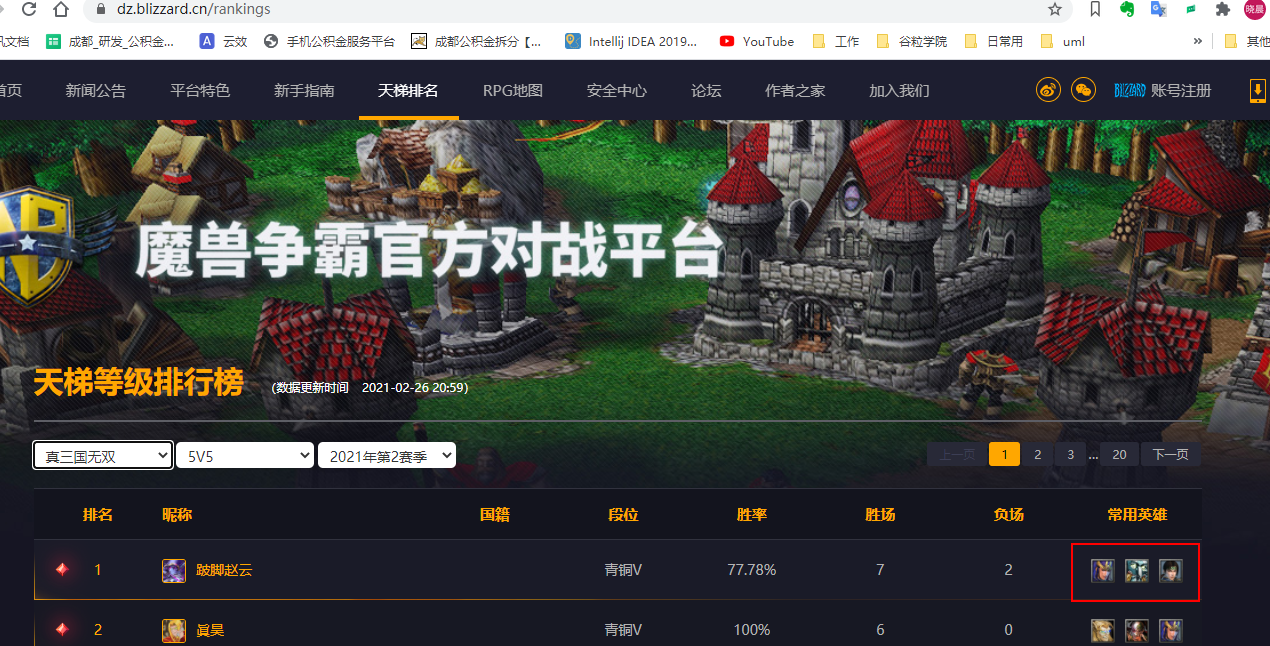 dz.blizzard.cn/rankings
晓晨
讯文档 成都_研发_公积金... 云效 手机公积金服务平台 成都公积金拆分【... Intellij IDEA 2019... YouTube 工作 谷粒学院 日常用 uml » 其他
首页 新闻公告 平台特色 新手指南 天梯排名 RPG地图 安全中心 论坛 作者之家 加入我们 BLIZZARD 账号注册
魔兽争霸官方对战平台
天梯等级排行榜 (数据更新时间 2021-02-26 20:59)
真三国无双 5V5 2021年第2赛季 上一页 1 2 3 ... 20 下一页
排名 昵称 国籍 段位 胜率 胜场 负场 常用英雄
1 跛脚赵云 青铜V 77.78% 7 2
2 眞昊 青铜V 100% 6 0